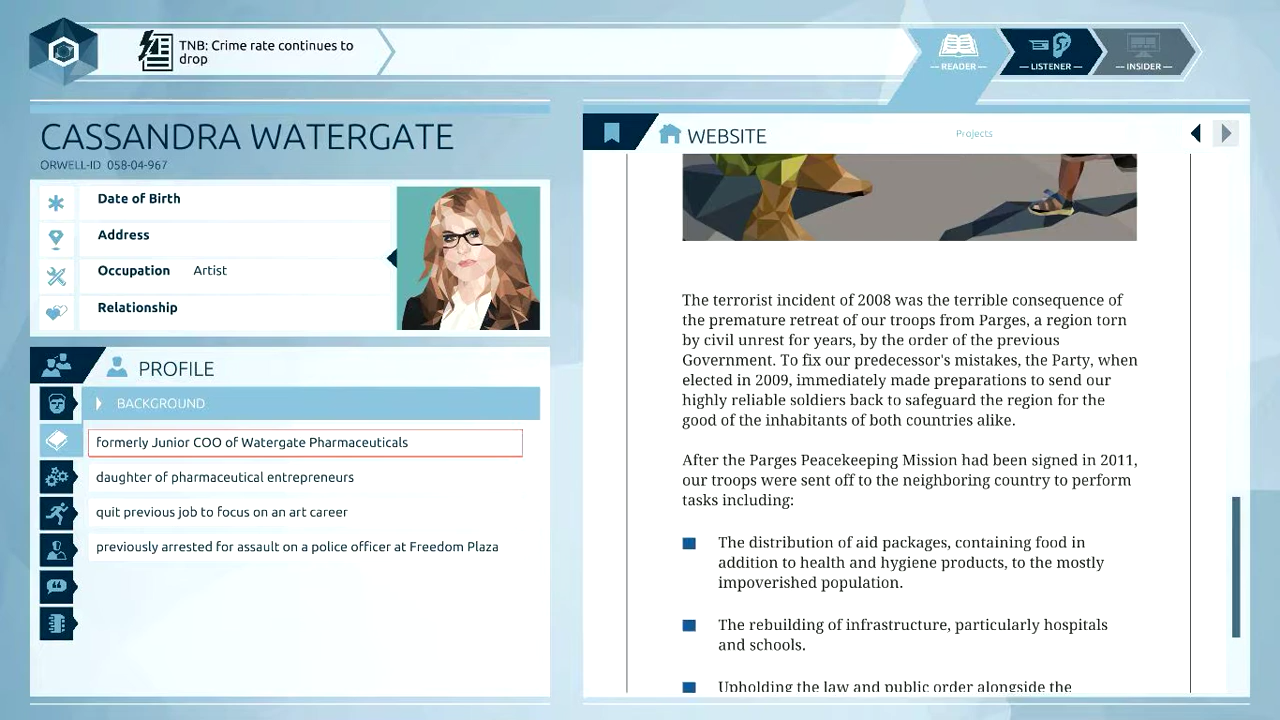 TNB: Crime rate continues to
drop
— READER —
— LISTENER —
— INSIDER —
CASSANDRA WATERGATE
ORWELL-ID 058-04-967
Date of Birth
Address
Occupation Artist
Relationship
PROFILE
BACKGROUND
formerly Junior COO of Watergate Pharmaceuticals
daughter of pharmaceutical entrepreneurs
quit previous job to focus on an art career
previously arrested for assault on a police officer at Freedom Plaza
WEBSITE
Projects
The terrorist incident of 2008 was the terrible consequence of
the premature retreat of our troops from Parges, a region torn
by civil unrest for years, by the order of the previous
Government. To fix our predecessor's mistakes, the Party, when
elected in 2009, immediately made preparations to send our
highly reliable soldiers back to safeguard the region for the
good of the inhabitants of both countries alike.
After the Parges Peacekeeping Mission had been signed in 2011,
our troops were sent off to the neighboring country to perform
tasks including:
The distribution of aid packages, containing food in
addition to health and hygiene products, to the mostly
impoverished population.
The rebuilding of infrastructure, particularly hospitals
and schools.
Upholding the law and public order alongside the